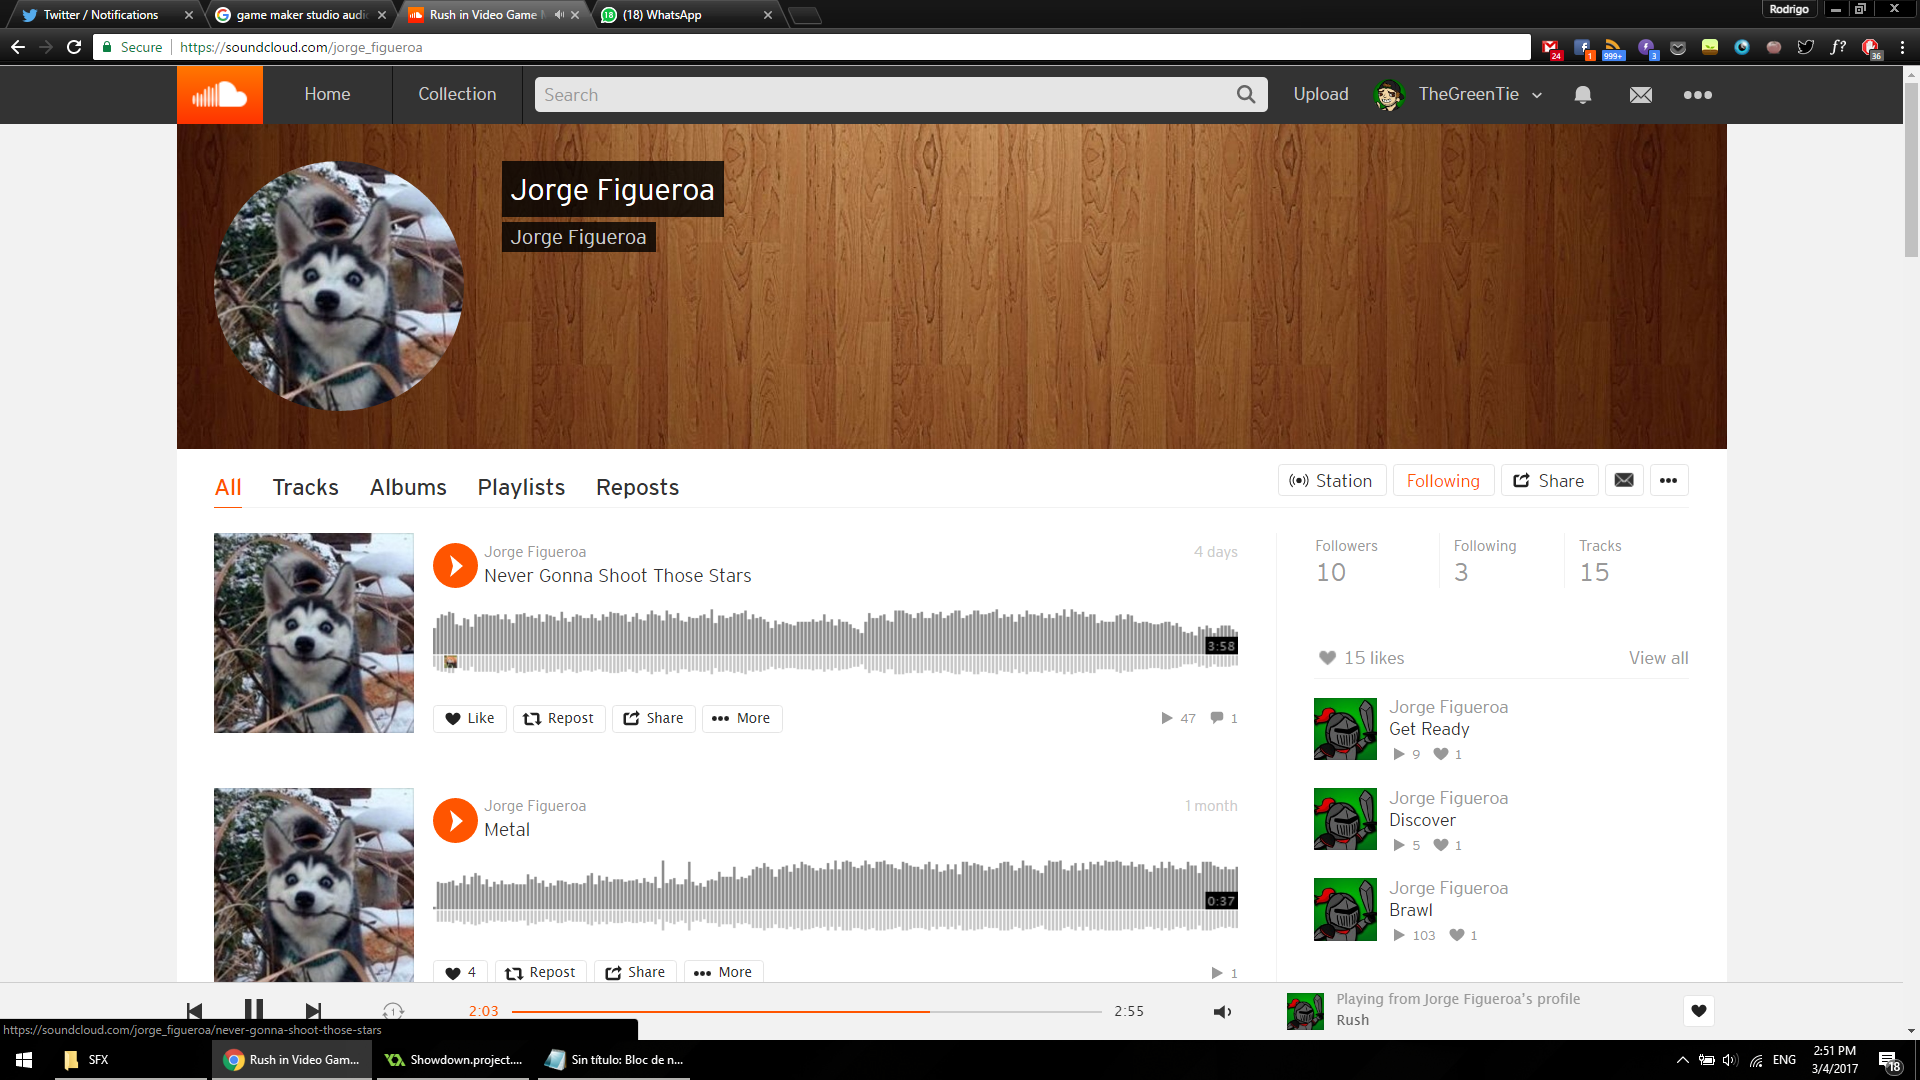 Twitter / Notifications
game maker studio audi
Rush in Video Game M
(18) WhatsApp
Rodrigo
Secure
https://soundcloud.com/jorge_figueroa
24
1
999+
3
f?
36
Home
Collection
Search
Upload
TheGreenTie
Jorge Figueroa
Jorge Figueroa
All
Tracks
Albums
Playlists
Reposts
Station
Following
Share
Jorge Figueroa
4 days
Never Gonna Shoot Those Stars
3:58
Like
Repost
Share
More
47
1
Followers
10
Following
3
Tracks
15
15 likes
View all
Jorge Figueroa
Get Ready
9
1
Jorge Figueroa
Discover
5
1
Jorge Figueroa
Brawl
103
1
Jorge Figueroa
1 month
Metal
0:37
4
Repost
Share
More
1
2:03
2:55
Playing from Jorge Figueroa's profile
Rush
https://soundcloud.com/jorge_figueroa/never-gonna-shoot-those-stars
SFX
Rush in Video Gam...
Showdown.project....
Sin título: Bloc de n...
ENG
2:51 PM
3/4/2017
18